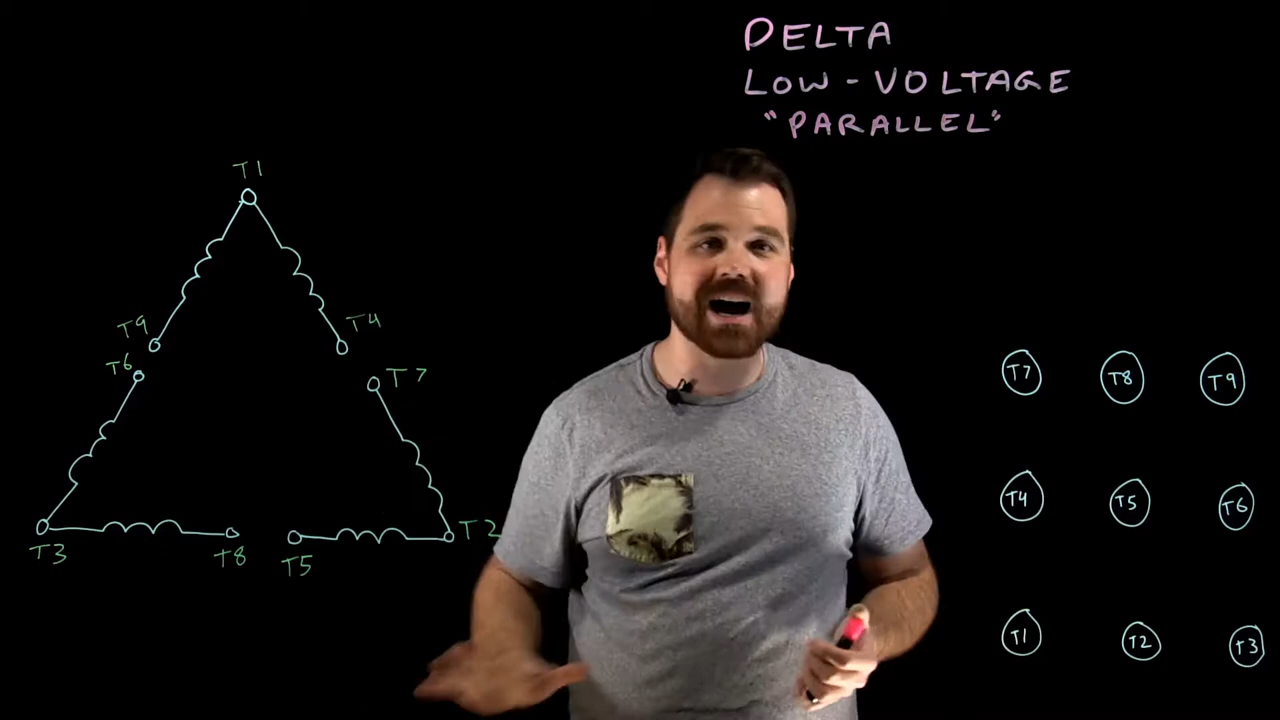 DELTA
LOW-VOLTAGE
"PARALLEL"
T1
T9
T4
T6
T7
T3
T8
T5
T2
T7 T8 T9
T4 T5 T6
T1 T2 T3